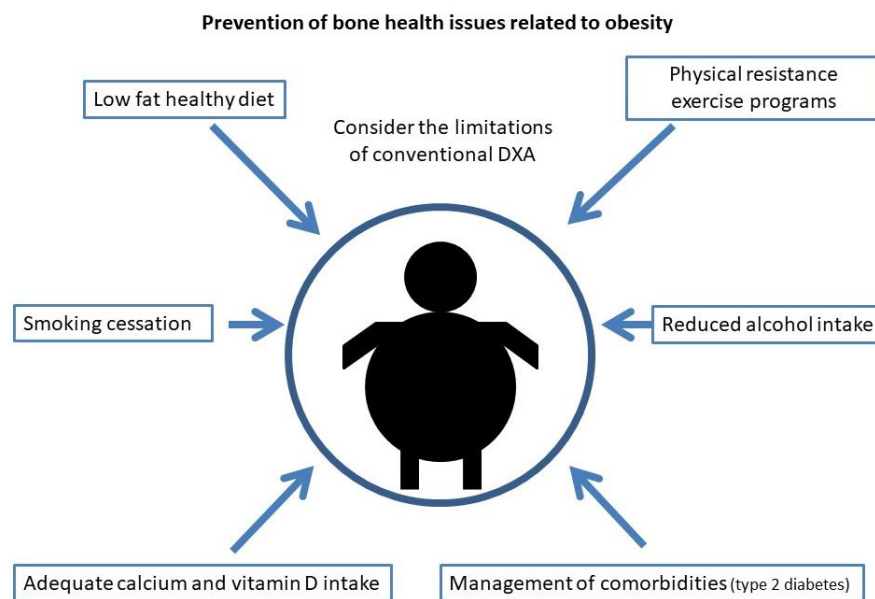 Prevention of bone health issues related to obesity
Low fat healthy diet
Physical resistance
exercise programs
Consider the limitations
of conventional DXA
Smoking cessation
Reduced alcohol intake
Adequate calcium and vitamin D intake
Management of comorbidities (type 2 diabetes)